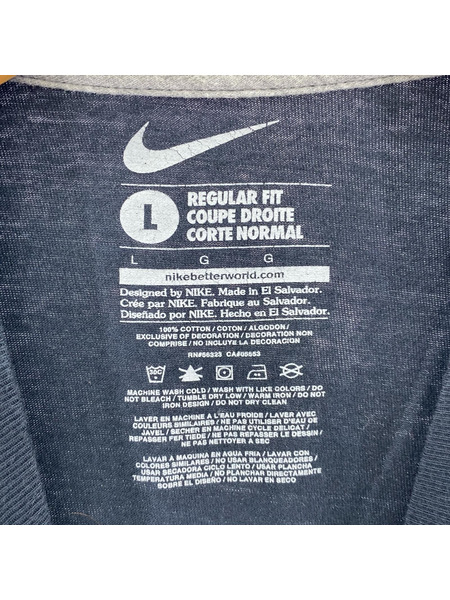 L
REGULAR FIT
COUPE DROITE
CORTE NORMAL
L G G
nikebetterworld.com
Designed by NIKE. Made in El Salvador.
Crée par NIKE. Fabrique au Salvador.
Diseñado por NIKE. Hecho en El Salvador.
100% COTTON / COTON / ALGODON
EXCLUSIVE OF DECORATION / DECORATION NON
COMPRISE / NO INCLUYE LA DECORACION
RN#56323 CA#05553
30C
MACHINE WASH COLD / WASH WITH LIKE COLORS / DO
NOT BLEACH / TUMBLE DRY LOW / WARM IRON / DO NOT
IRON DESIGN / DO NOT DRY CLEAN
LAVER EN MACHINE A L'EAU FROIDE / LAVER AVEC
COULEURS SIMILAIRES / NE PAS UTILISER D'EAU DE
JAVEL / SECHER EN MACHINE CYCLE DELICAT /
REPASSER FER TIEDE / NE PAS REPASSER LE DESSIN
/ NE PAS NETTOYER A SEC
LAVAR A MAQUINA EN AGUA FRIA / LAVAR CON
COLORES SIMILARES / NO USAR BLANQUEADORES /
USAR SECADORA CICLO LENTO / USAR PLANCHA
TEMPERATURA MEDIA / NO PLANCHAR DIRECTAMENTE
SOBRE EL DISEÑO / NO LAVAR EN SECO